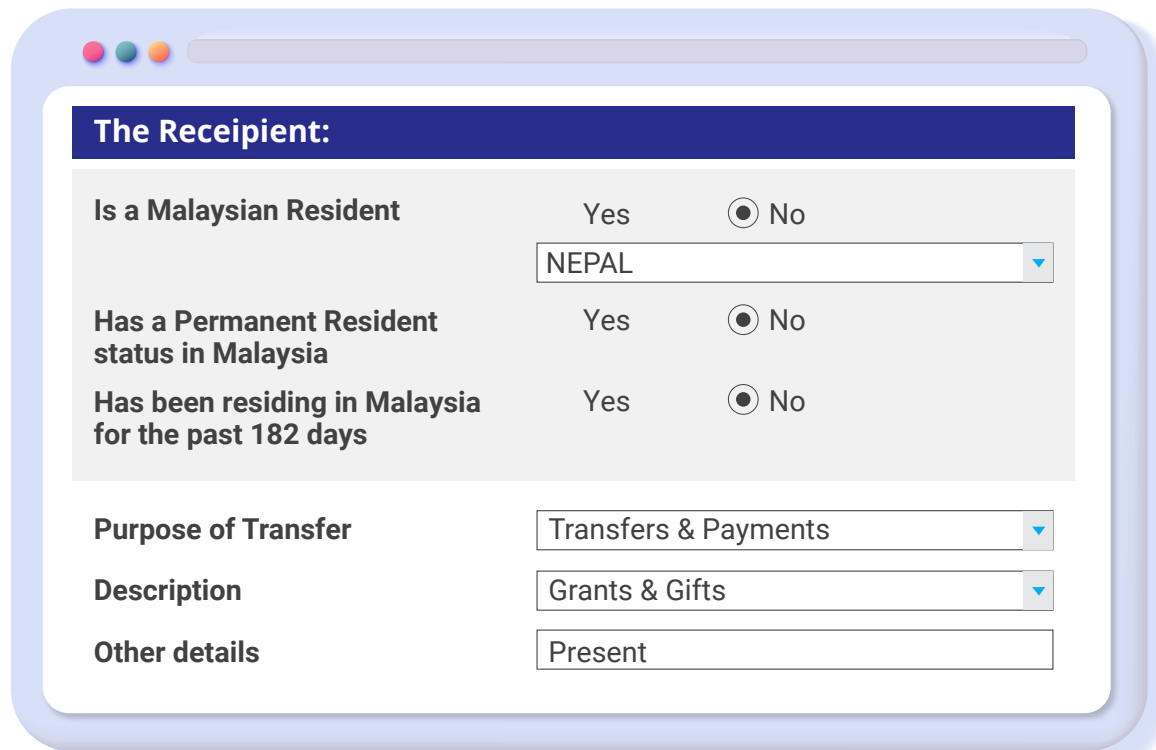 The Receipient:
Is a Malaysian Resident Yes No
NEPAL
Has a Permanent Resident Yes No
status in Malaysia
Has been residing in Malaysia Yes No
for the past 182 days
Purpose of Transfer Transfers & Payments
Description Grants & Gifts
Other details Present